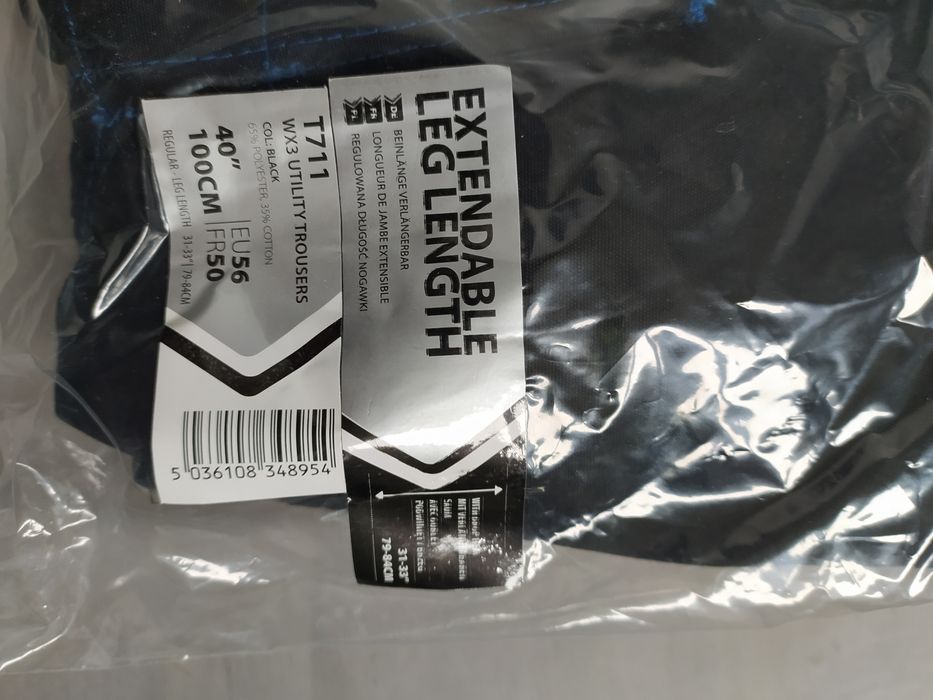 EXTENDABLE
LEG LENGTH
De BEINLÄNGE VERLÄNGERBAR
FR LONGUEUR DE JAMBE EXTENSIBLE
PL REGULOWANA DŁUGOŚĆ NOGAWKI
31-33"
79-84CM
T711
WX3 UTILITY TROUSERS
COL: BLACK
65% POLYESTER, 35% COTTON
40" EU56
100CM FR50
REGULAR - LEG LENGTH 31-33" | 79-84CM
5 036108 348954